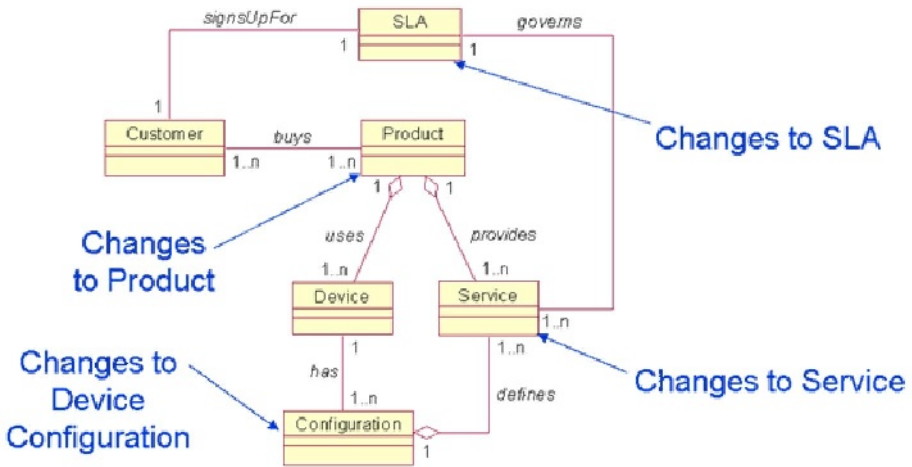 signsUpFor
SLA
governs
1
1
1
Customer
buys
Product
1..n
1..n
Changes to SLA
1
1
Changes
to Product
uses
provides
1..n
1..n
Device
Service
1..n
1
1..n
Changes to
Device
Configuration
has
defines
Changes to Service
1..n
Configuration
1